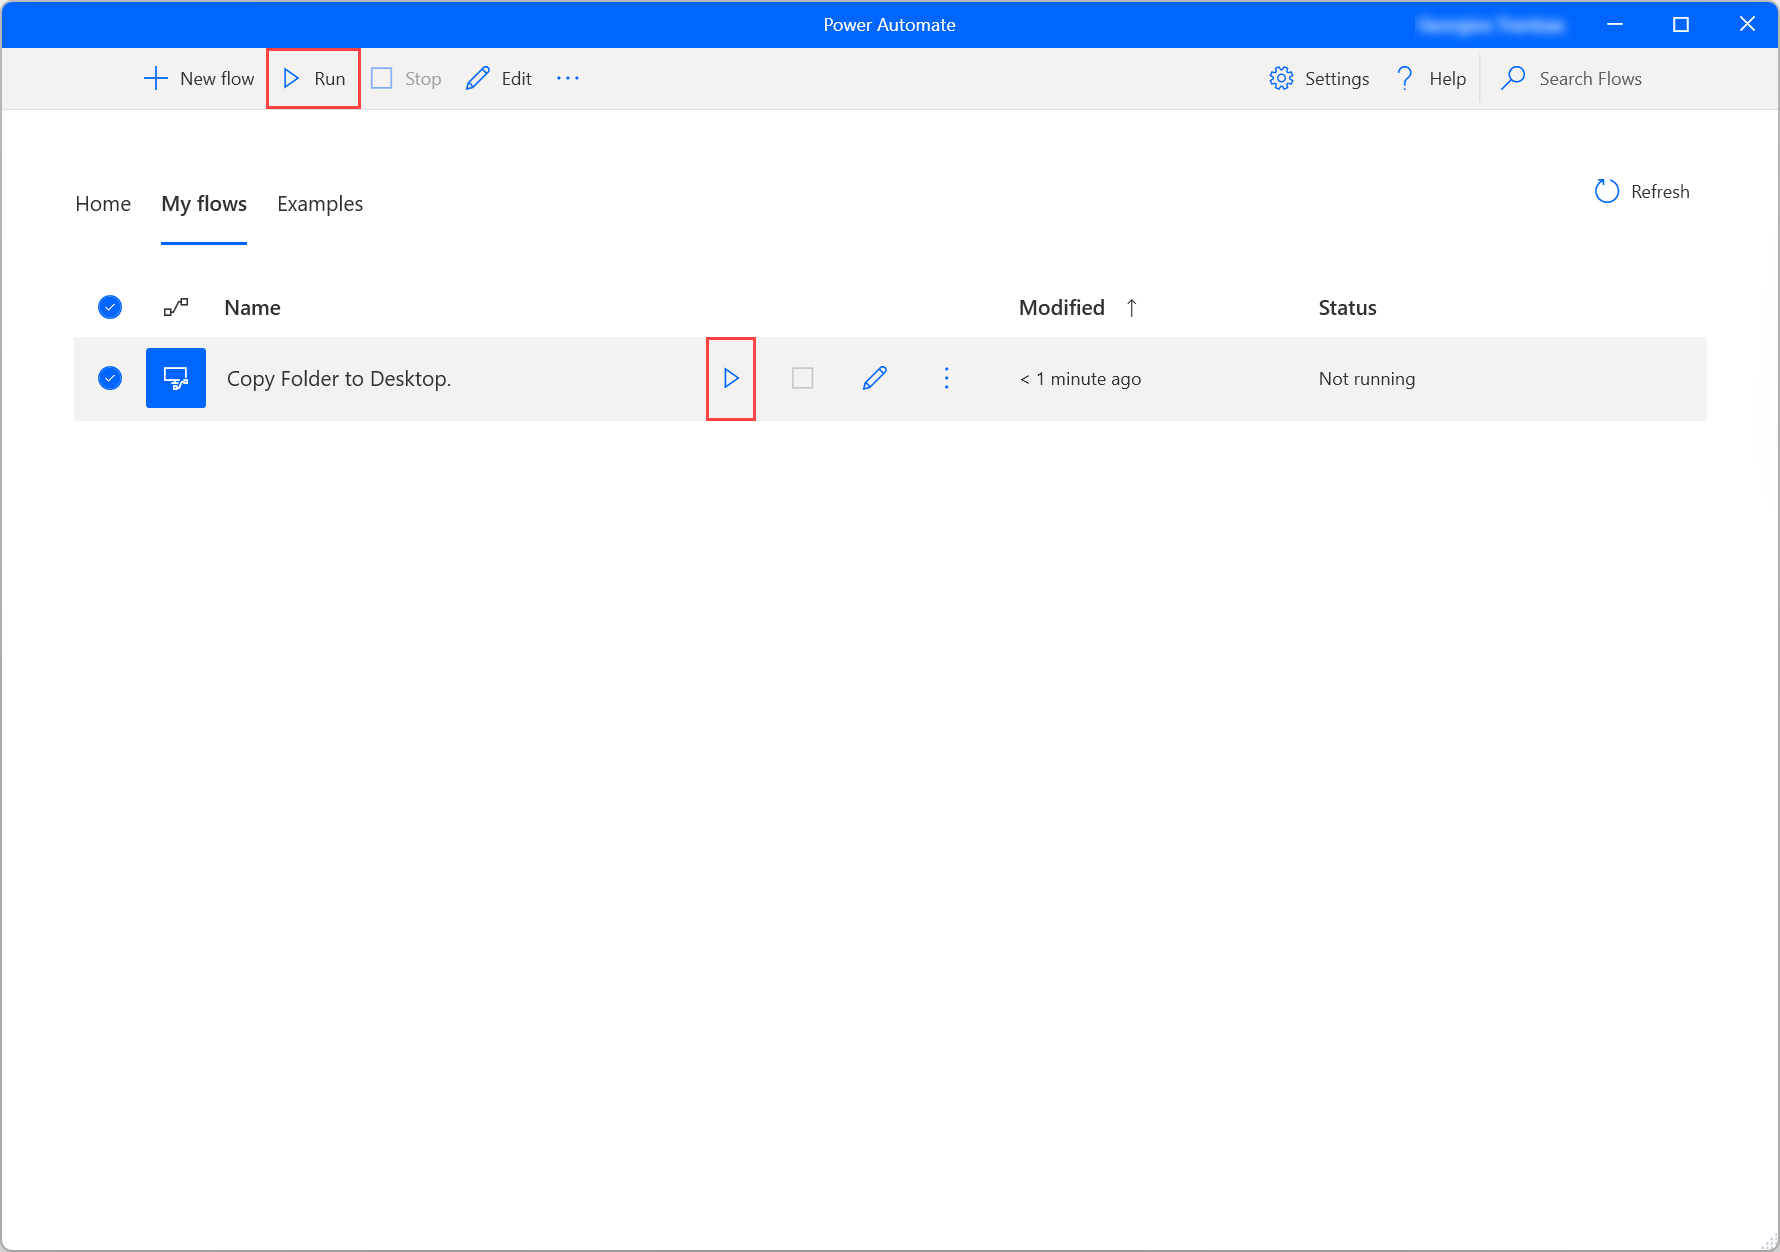 Power Automate
New flow Run Stop Edit ··· Settings Help Search Flows
Home My flows Examples Refresh
Name Modified ↑ Status
Copy Folder to Desktop. < 1 minute ago Not running